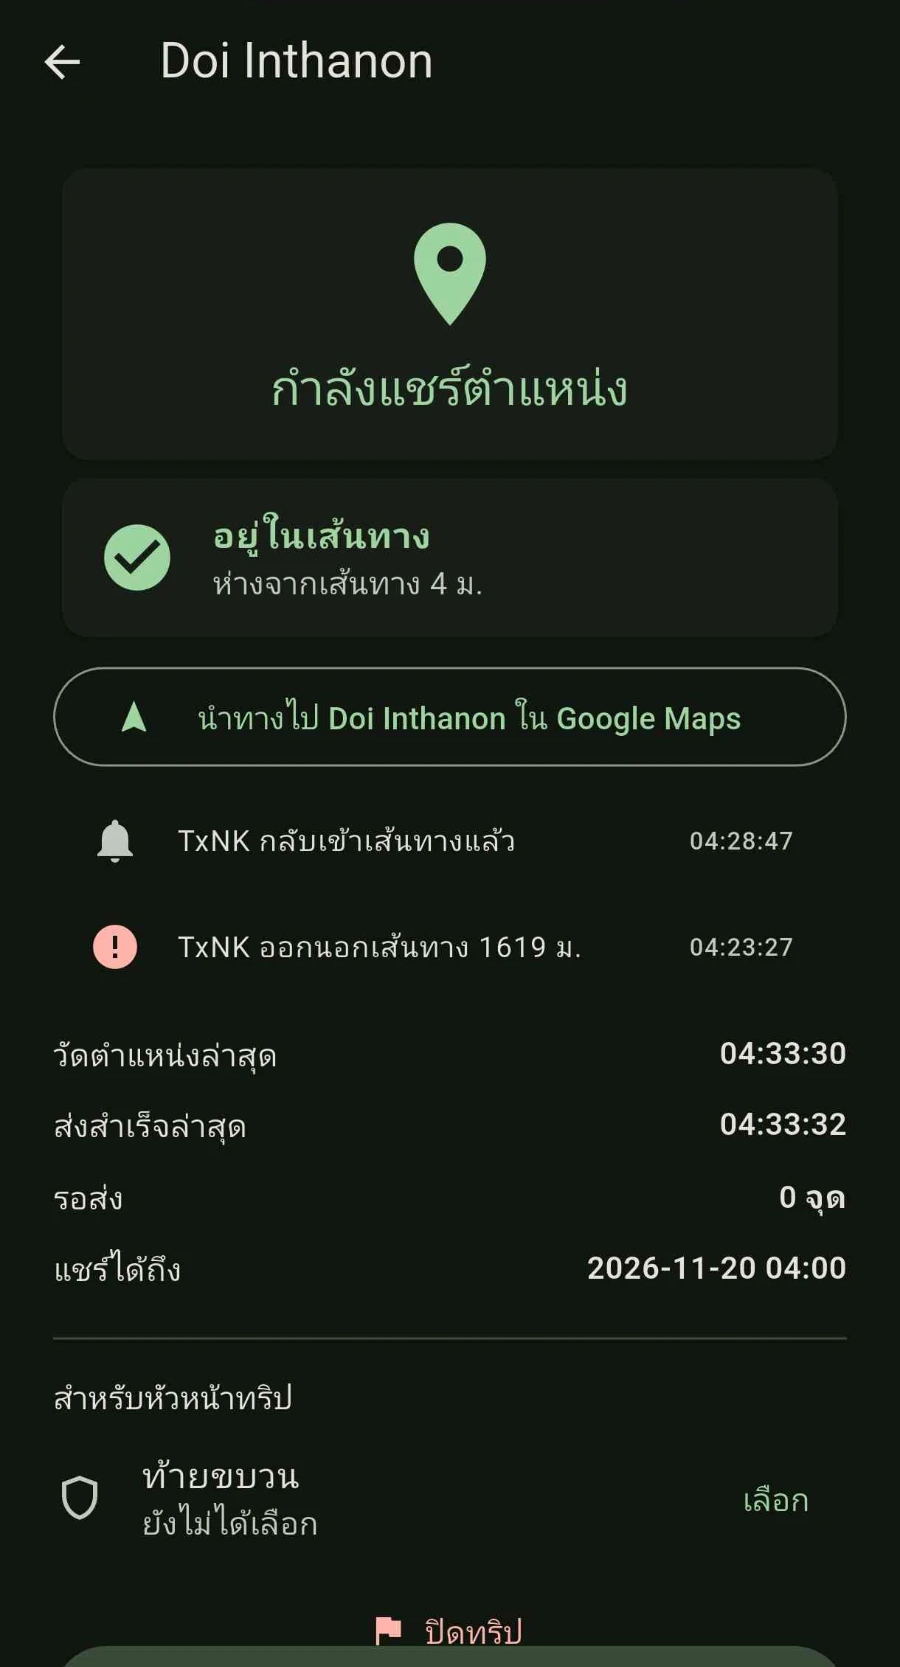 Doi Inthanon
กำลังแชร์ตำแหน่ง
อยู่ในเส้นทาง
ห่างจากเส้นทาง 4 ม.
นำทางไป Doi Inthanon ใน Google Maps
TxNK กลับเข้าเส้นทางแล้ว 04:28:47
TxNK ออกนอกเส้นทาง 1619 ม. 04:23:27
วัดตำแหน่งล่าสุด 04:33:30
ส่งสำเร็จล่าสุด 04:33:32
รอส่ง 0 จุด
แชร์ได้ถึง 2026-11-20 04:00
สำหรับหัวหน้าทริป
ท้ายขบวน
ยังไม่ได้เลือก
เลือก
ปิดทริป